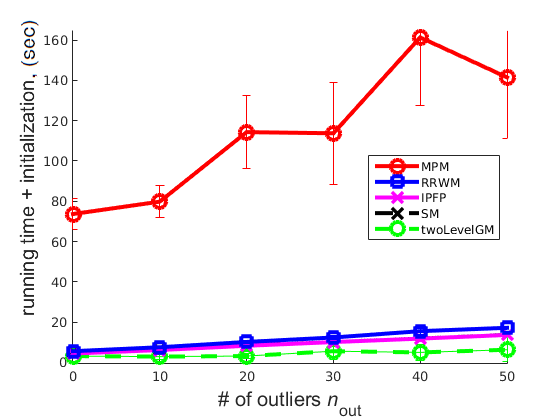 running time + initialization, (sec)
160
140
120
100
80
60
40
20
0
0 10 20 30 40 50
# of outliers n_out
MPM
RRWM
IPFP
SM
twoLevelGM